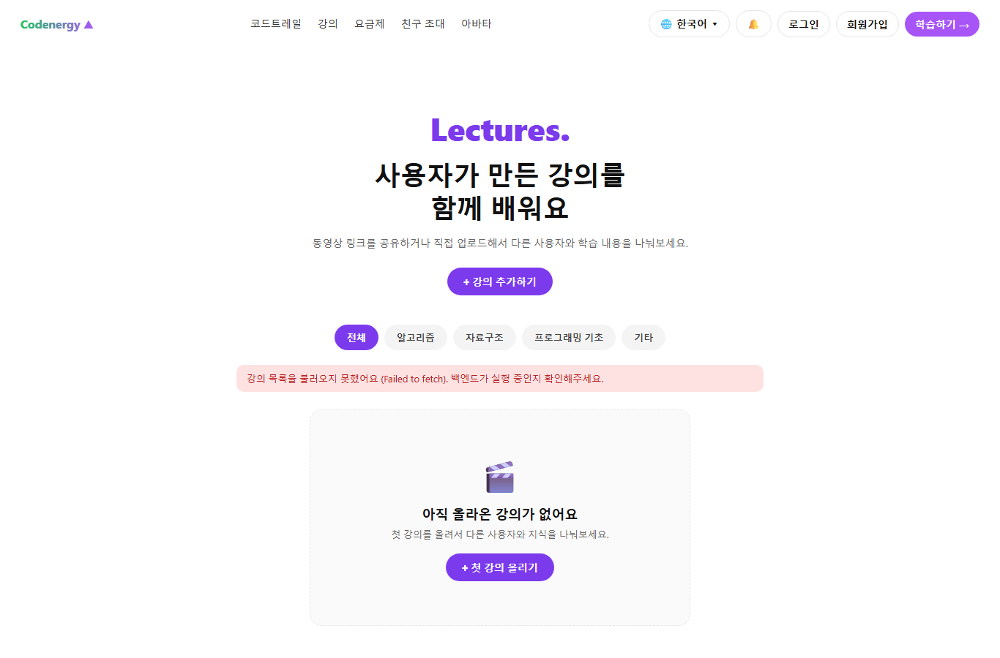 Codenergy ▲
코드트레일 강의 요금제 친구 초대 아바타
한국어 ▾
로그인
회원가입
학습하기 →
Lectures.
사용자가 만든 강의를
함께 배워요
동영상 링크를 공유하거나 직접 업로드해서 다른 사용자와 학습 내용을 나눠보세요.
+ 강의 추가하기
전체 알고리즘 자료구조 프로그래밍 기초 기타
강의 목록을 불러오지 못했어요 (Failed to fetch). 백엔드가 실행 중인지 확인해주세요.
아직 올라온 강의가 없어요
첫 강의를 올려서 다른 사용자와 지식을 나눠보세요.
+ 첫 강의 올리기